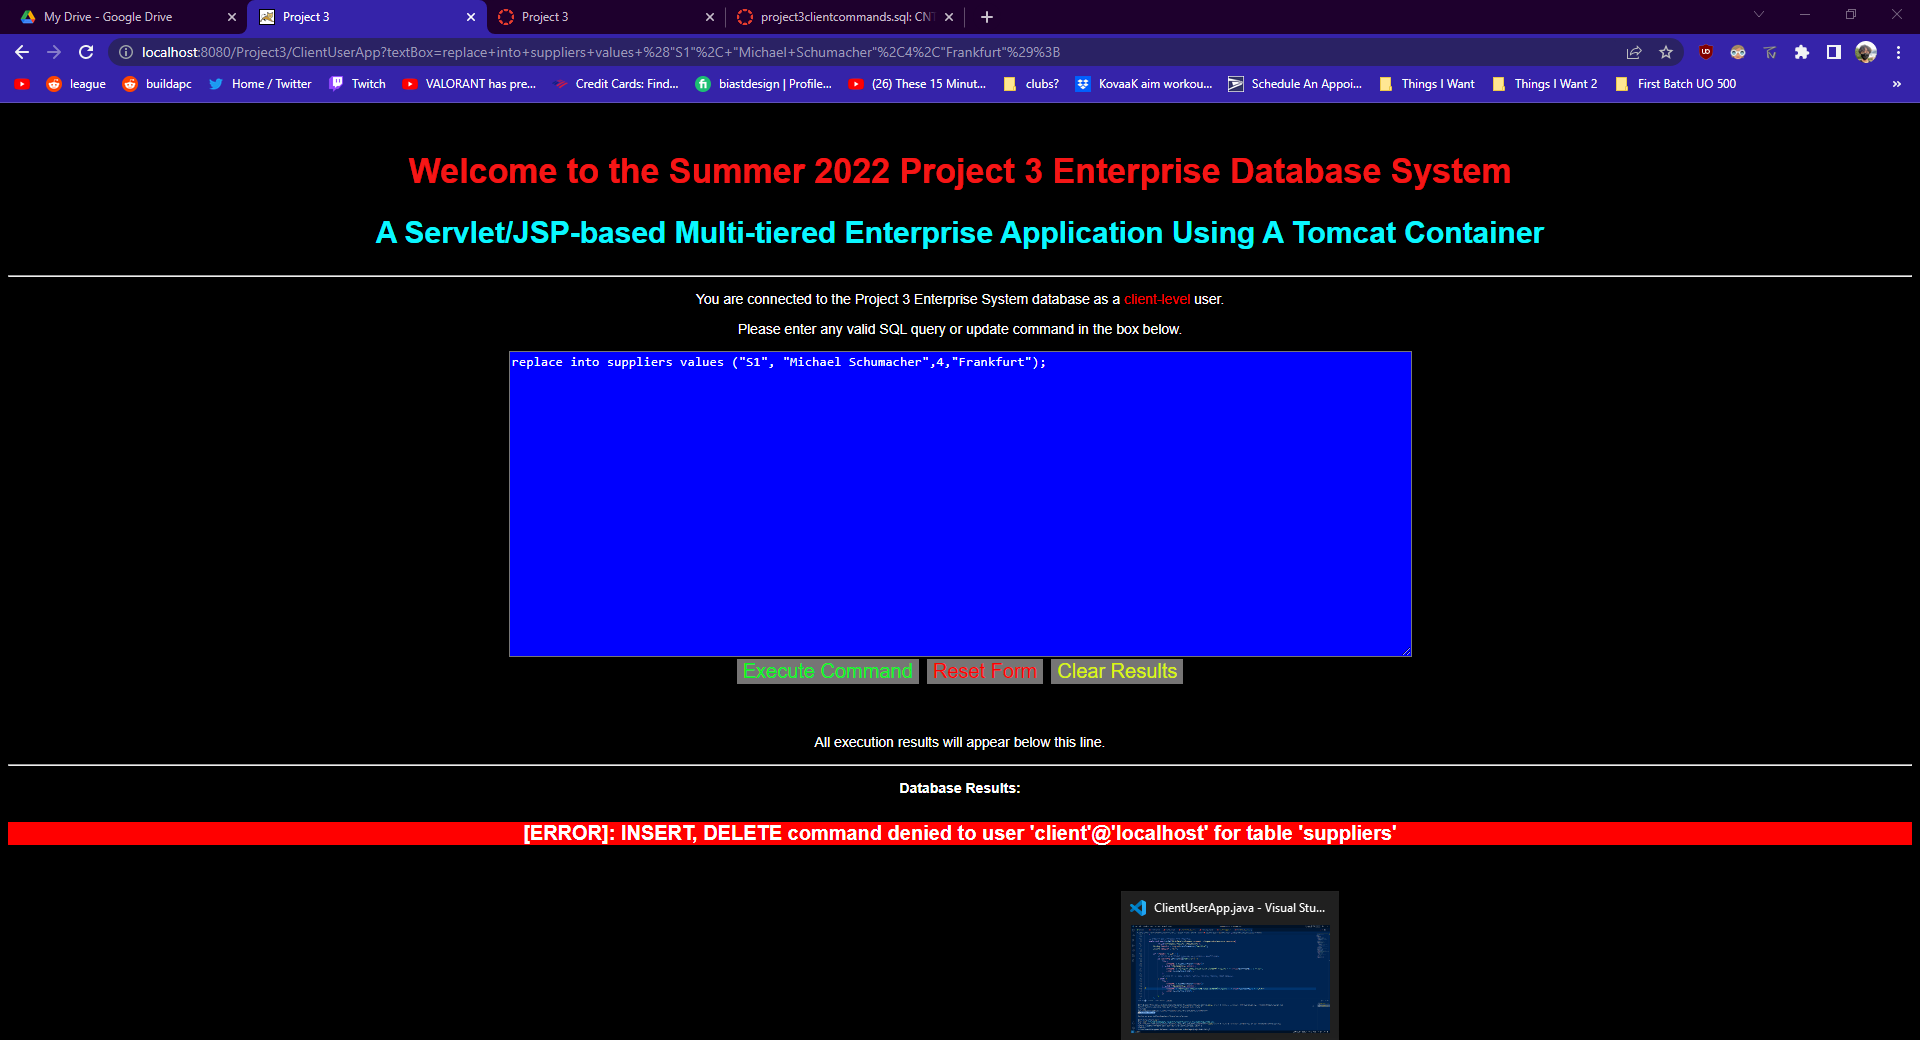 My Drive - Google Drive
Project 3
Project 3
project3clientcommands.sql: CN
localhost:8080/Project3/ClientUserApp?textBox=replace+into+suppliers+values+%28"S1"%2C+"Michael+Schumacher"%2C4%2C"Frankfurt"%29%3B
league
buildapc
Home / Twitter
Twitch
VALORANT has pre...
Credit Cards: Find...
biastdesign | Profile...
(26) These 15 Minut...
clubs?
KovaaK aim workou...
Schedule An Appoi...
Things I Want
Things I Want 2
First Batch UO 500
»
Welcome to the Summer 2022 Project 3 Enterprise Database System
A Servlet/JSP-based Multi-tiered Enterprise Application Using A Tomcat Container
You are connected to the Project 3 Enterprise System database as a client-level user.
Please enter any valid SQL query or update command in the box below.
replace into suppliers values ("S1", "Michael Schumacher",4,"Frankfurt");
Execute Command Reset Form Clear Results
All execution results will appear below this line.
Database Results:
[ERROR]: INSERT, DELETE command denied to user 'client'@'localhost' for table 'suppliers'
ClientUserApp.java - Visual Stu...